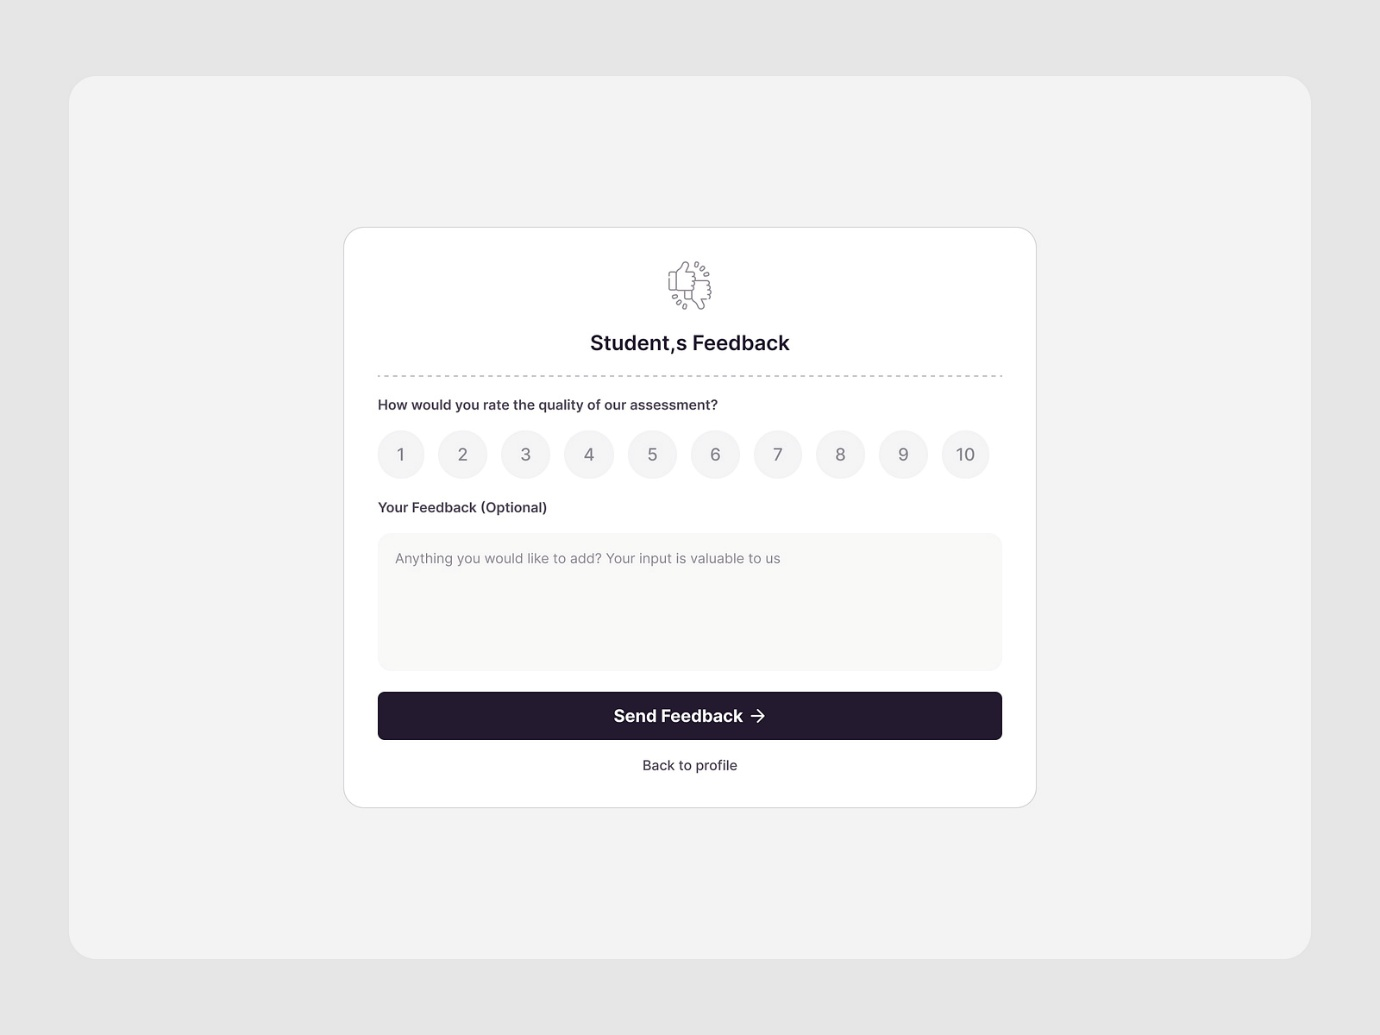 Student,s Feedback
How would you rate the quality of our assessment?
1 2 3 4 5 6 7 8 9 10
Your Feedback (Optional)
Anything you would like to add? Your input is valuable to us
Send Feedback →
Back to profile